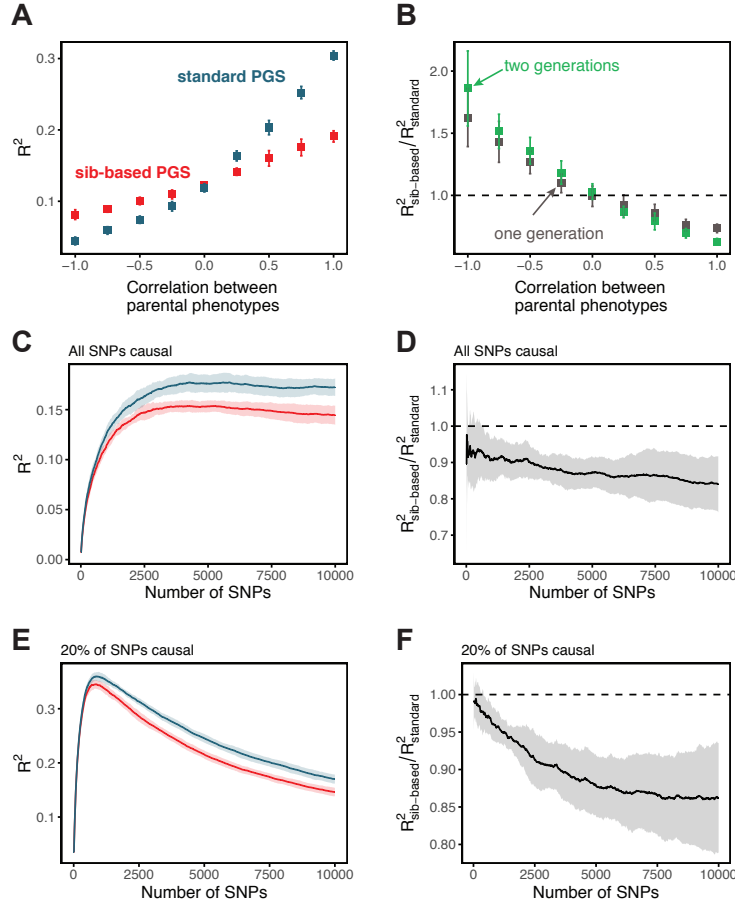 A
0.3
0.2
0.1
R²
standard PGS
sib-based PGS
−1.0 −0.5 0.0 0.5 1.0
Correlation between
parental phenotypes
B
2.0
1.5
1.0
R²sib−based/R²standard
two generations
one generation
−1.0 −0.5 0.0 0.5 1.0
Correlation between
parental phenotypes
C
All SNPs causal
0.15
0.10
0.05
0.00
R²
0 2500 5000 7500 10000
Number of SNPs
D
All SNPs causal
1.1
1.0
0.9
0.8
0.7
R²sib−based/R²standard
0 2500 5000 7500 10000
Number of SNPs
E
20% of SNPs causal
0.3
0.2
0.1
R²
0 2500 5000 7500 10000
Number of SNPs
F
20% of SNPs causal
1.00
0.95
0.90
0.85
0.80
R²sib−based/R²standard
0 2500 5000 7500 10000
Number of SNPs